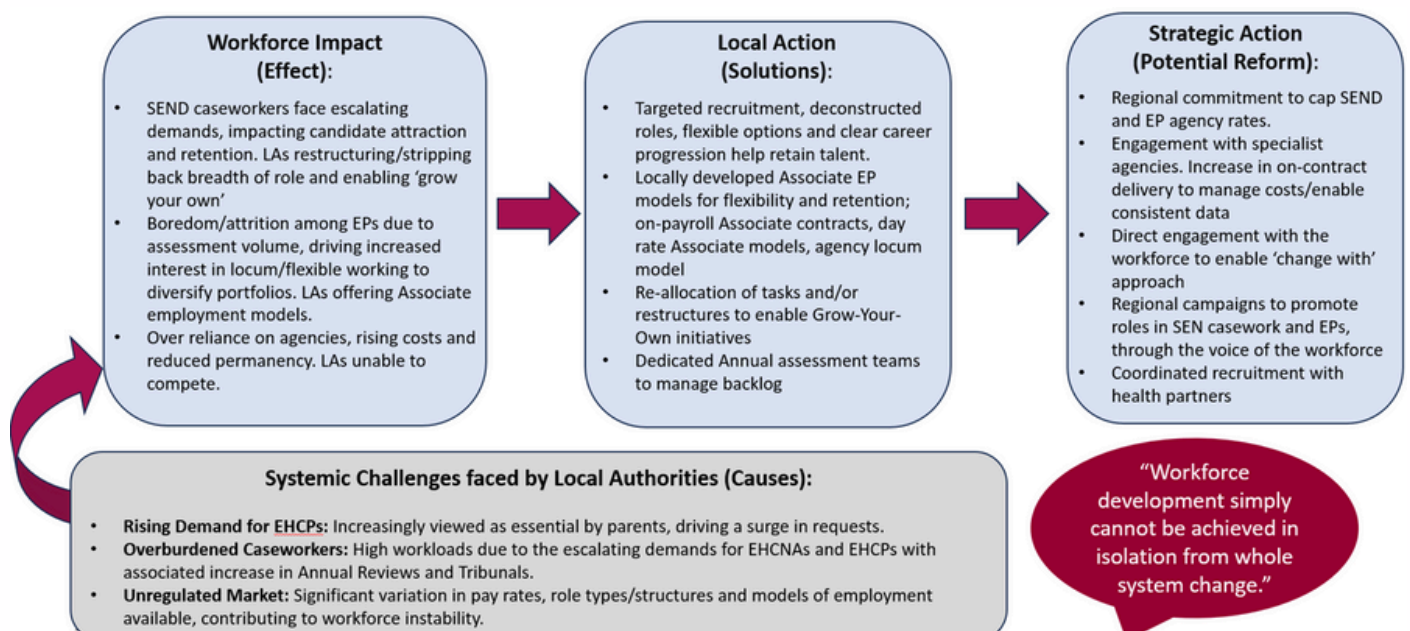 Workforce Impact
(Effect):
• SEND caseworkers face escalating
demands, impacting candidate attraction
and retention. LAs restructuring/stripping
back breadth of role and enabling ‘grow
your own’
• Boredom/attrition among EPs due to
assessment volume, driving increased
interest in locum/flexible working to
diversify portfolios. LAs offering Associate
employment models.
• Over reliance on agencies, rising costs and
reduced permanency. LAs unable to
compete.
Local Action
(Solutions):
• Targeted recruitment, deconstructed
roles, flexible options and clear career
progression help retain talent.
• Locally developed Associate EP
models for flexibility and retention;
on-payroll Associate contracts, day
rate Associate models, agency locum
model
• Re-allocation of tasks and/or
restructures to enable Grow-Your-
Own initiatives
• Dedicated Annual assessment teams
to manage backlog
Strategic Action
(Potential Reform):
• Regional commitment to cap SEND
and EP agency rates.
• Engagement with specialist
agencies. Increase in on-contract
delivery to manage costs/enable
consistent data
• Direct engagement with the
workforce to enable ‘change with’
approach
• Regional campaigns to promote
roles in SEN casework and EPs,
through the voice of the workforce
• Coordinated recruitment with
health partners
Systemic Challenges faced by Local Authorities (Causes):
• Rising Demand for EHCPs: Increasingly viewed as essential by parents, driving a surge in requests.
• Overburdened Caseworkers: High workloads due to the escalating demands for EHCNAs and EHCPs with
associated increase in Annual Reviews and Tribunals.
• Unregulated Market: Significant variation in pay rates, role types/structures and models of employment
available, contributing to workforce instability.
“Workforce
development simply
cannot be achieved in
isolation from whole
system change.”